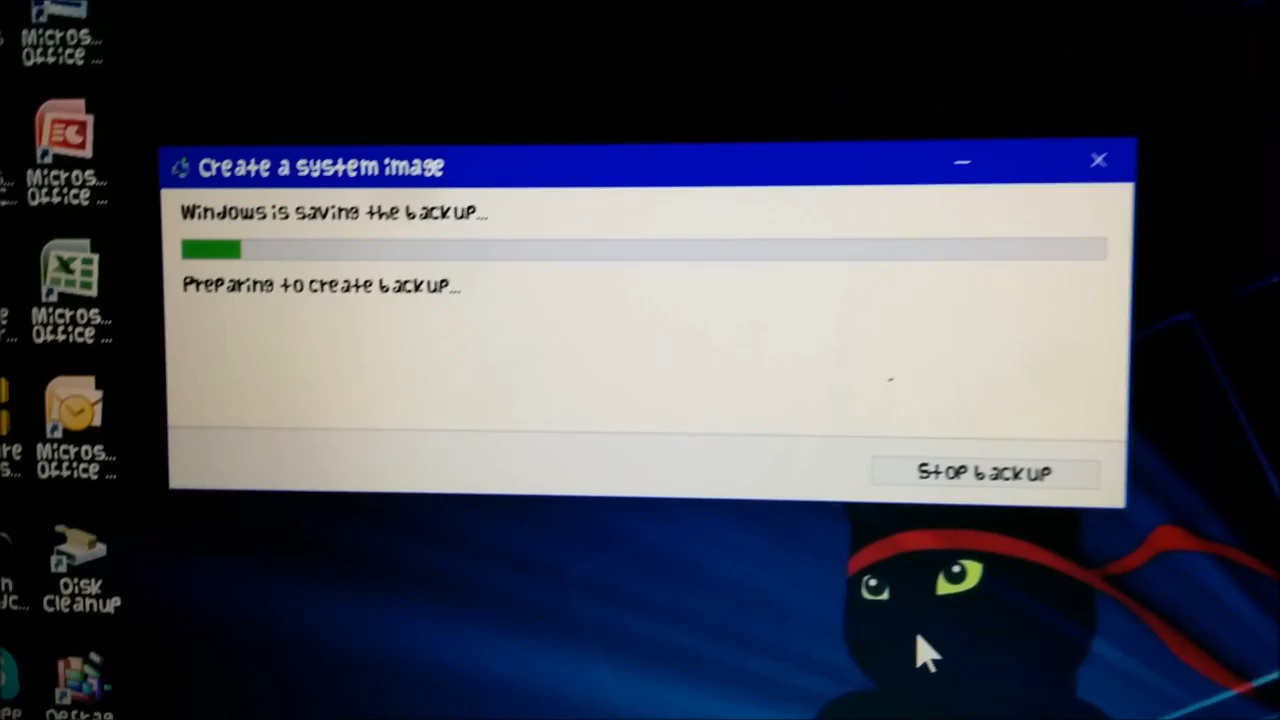 Micros...
Office ...
Create a system image
Windows is saving the backup...
Preparing to create backup...
Stop backup
Micros...
Office ...
Micros...
Office ...
Micros...
Office ...
Disk
Cleanup
Defrag